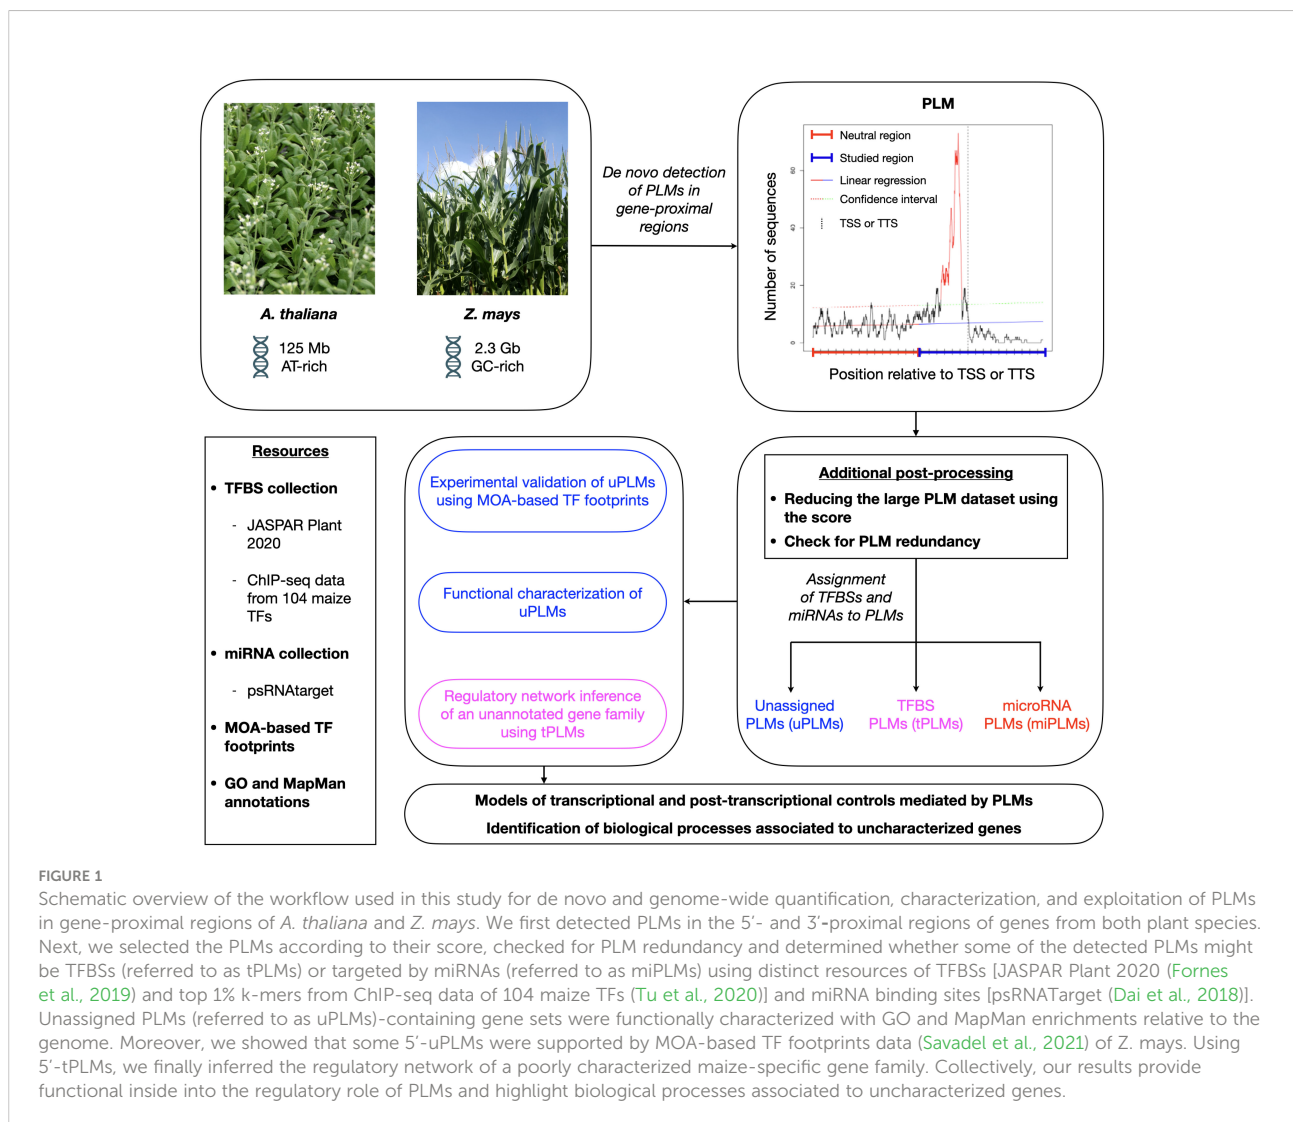 A. thaliana
125 Mb
AT-rich
Z. mays
2.3 Gb
GC-rich
De novo detection
of PLMs in
gene-proximal
regions
PLM
Number of sequences
60
40
20
0
Neutral region
Studied region
Linear regression
Confidence interval
TSS or TTS
Position relative to TSS or TTS
Resources
• TFBS collection
- JASPAR Plant
2020
- ChIP-seq data
from 104 maize
TFs
• miRNA collection
- psRNAtarget
• MOA-based TF
footprints
• GO and MapMan
annotations
Experimental validation of uPLMs
using MOA-based TF footprints
Functional characterization of
uPLMs
Regulatory network inference
of an unannotated gene family
using tPLMs
Additional post-processing
• Reducing the large PLM dataset using
the score
• Check for PLM redundancy
Assignment
of TFBSs and
miRNAs to PLMs
Unassigned
PLMs (uPLMs)
TFBS
PLMs (tPLMs)
microRNA
PLMs (miPLMs)
Models of transcriptional and post-transcriptional controls mediated by PLMs
Identification of biological processes associated to uncharacterized genes
FIGURE 1
Schematic overview of the workflow used in this study for de novo and genome-wide quantification, characterization, and exploitation of PLMs
in gene-proximal regions of A. thaliana and Z. mays. We first detected PLMs in the 5′- and 3′-proximal regions of genes from both plant species.
Next, we selected the PLMs according to their score, checked for PLM redundancy and determined whether some of the detected PLMs might
be TFBSs (referred to as tPLMs) or targeted by miRNAs (referred to as miPLMs) using distinct resources of TFBSs [JASPAR Plant 2020 (Fornes
et al., 2019) and top 1% k-mers from ChIP-seq data of 104 maize TFs (Tu et al., 2020)] and miRNA binding sites [psRNATarget (Dai et al., 2018)].
Unassigned PLMs (referred to as uPLMs)-containing gene sets were functionally characterized with GO and MapMan enrichments relative to the
genome. Moreover, we showed that some 5′-uPLMs were supported by MOA-based TF footprints data (Savadel et al., 2021) of Z. mays. Using
5′-tPLMs, we finally inferred the regulatory network of a poorly characterized maize-specific gene family. Collectively, our results provide
functional inside into the regulatory role of PLMs and highlight biological processes associated to uncharacterized genes.